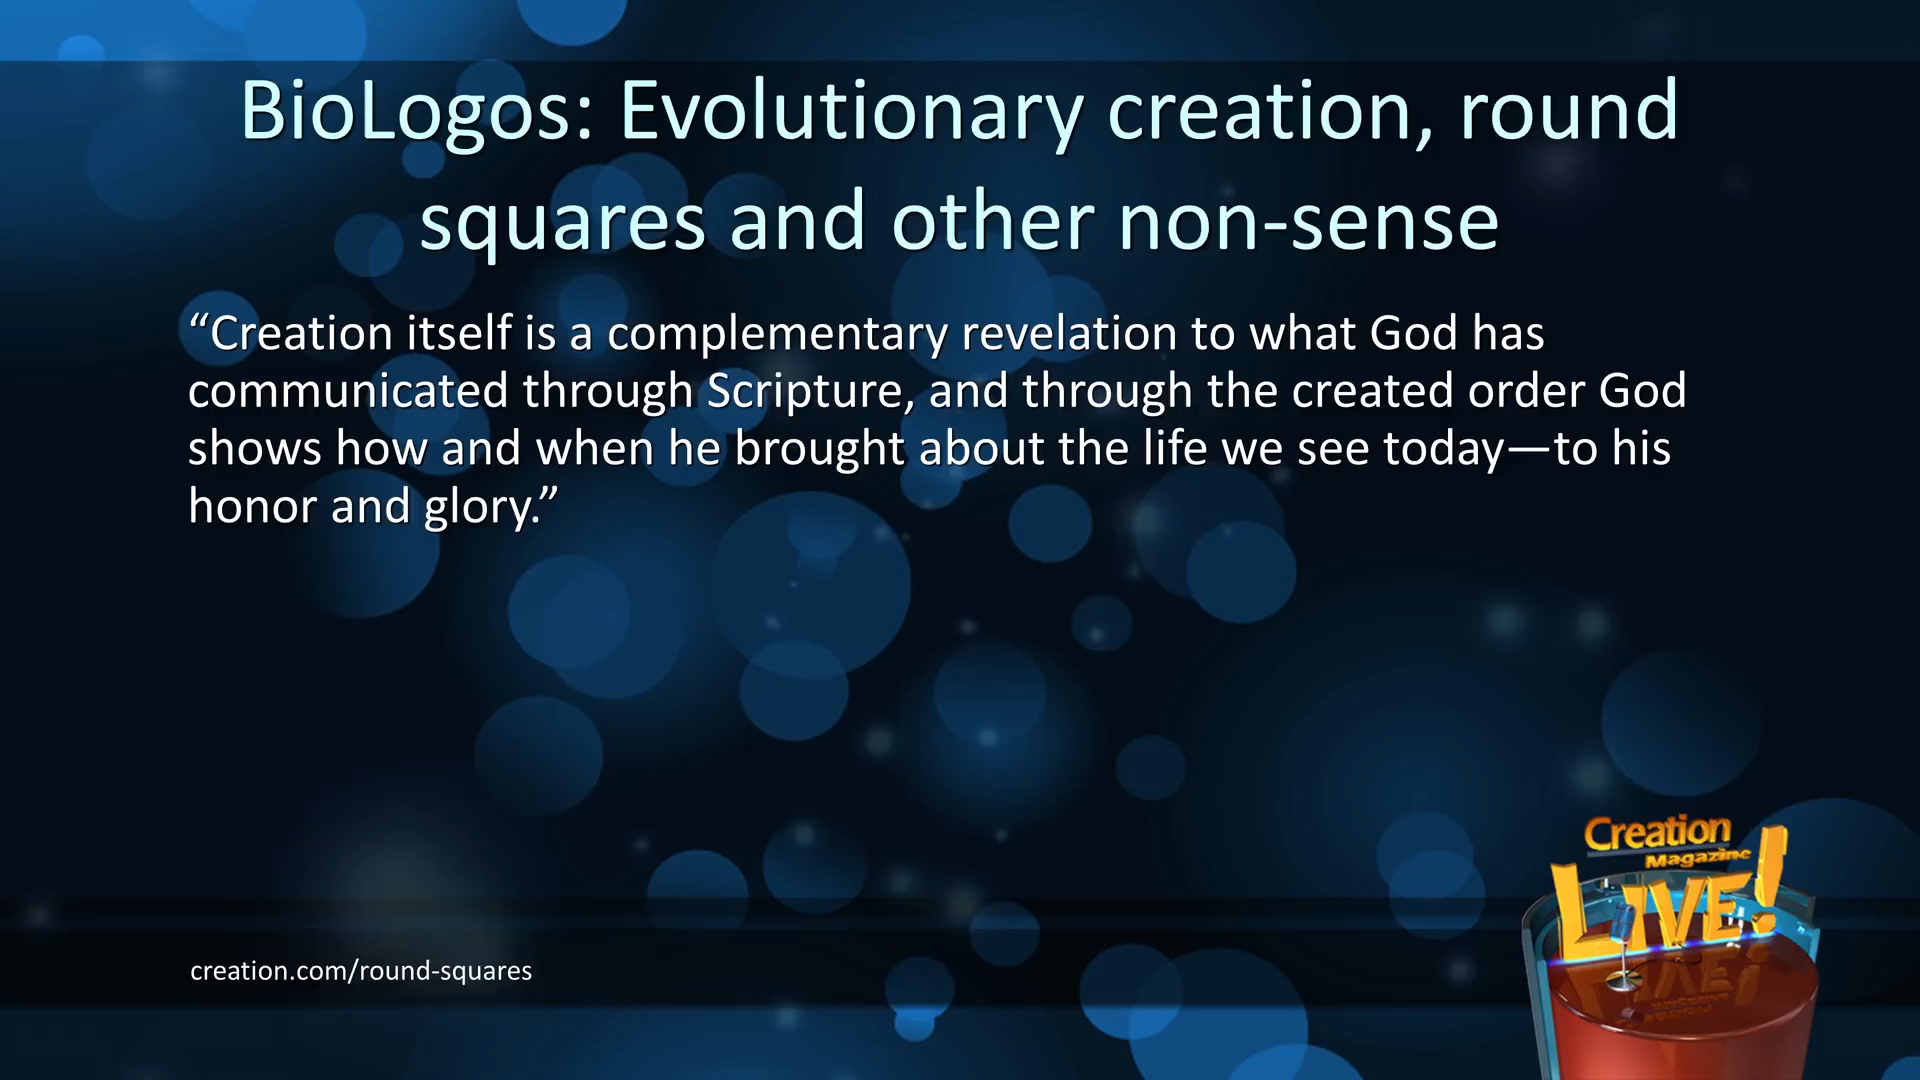 BioLogos: Evolutionary creation, round
squares and other non-sense
“Creation itself is a complementary revelation to what God has
communicated through Scripture, and through the created order God
shows how and when he brought about the life we see today—to his
honor and glory.”
Creation
Magazine
LIVE!
creation.com/round-squares